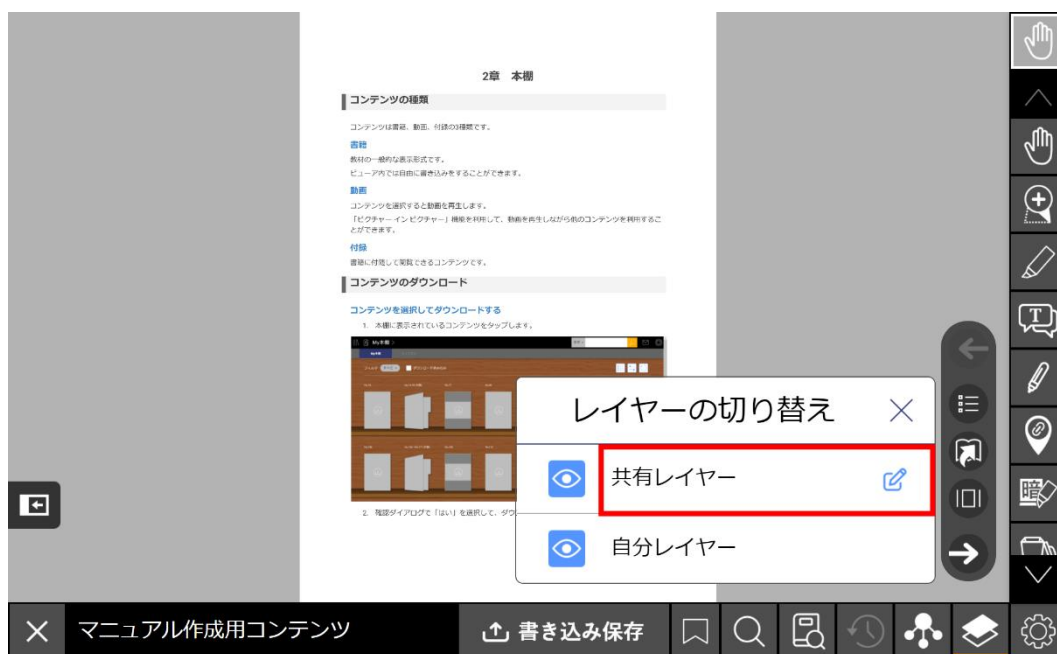 2章 本棚
コンテンツの種類
コンテンツは書籍、動画、付録の3種類です。
書籍
教材の一般的な表示形式です。
ビューア内では自由に書き込みをすることができます。
動画
コンテンツを選択すると動画を再生します。
「ピクチャー イン ピクチャー」機能を利用して、動画を再生しながら他のコンテンツを利用するこ
とができます。
付録
書籍に付随して閲覧できるコンテンツです。
コンテンツのダウンロード
コンテンツを選択してダウンロードする
1. 本棚に表示されているコンテンツをタップします。
My本棚
レイヤーの切り替え
共有レイヤー
自分レイヤー
2. 確認ダイアログで「はい」を選択して、ダウ
T
暗
マニュアル作成用コンテンツ
書き込み保存